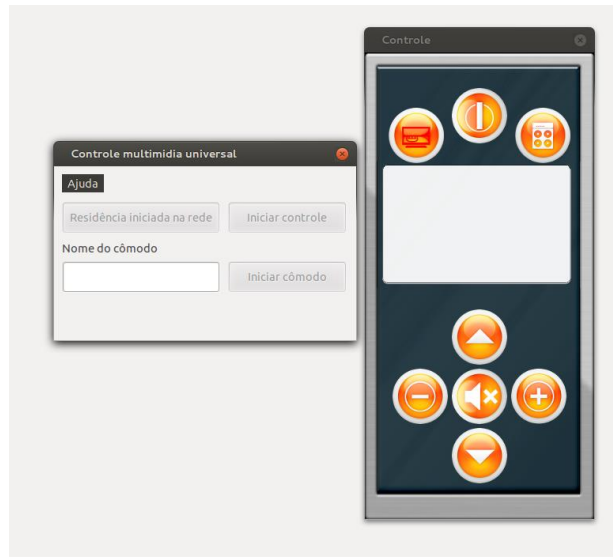 Controle
Controle multimidia universal
Ajuda
Residência iniciada na rede
Iniciar controle
Nome do cômodo
Iniciar cômodo